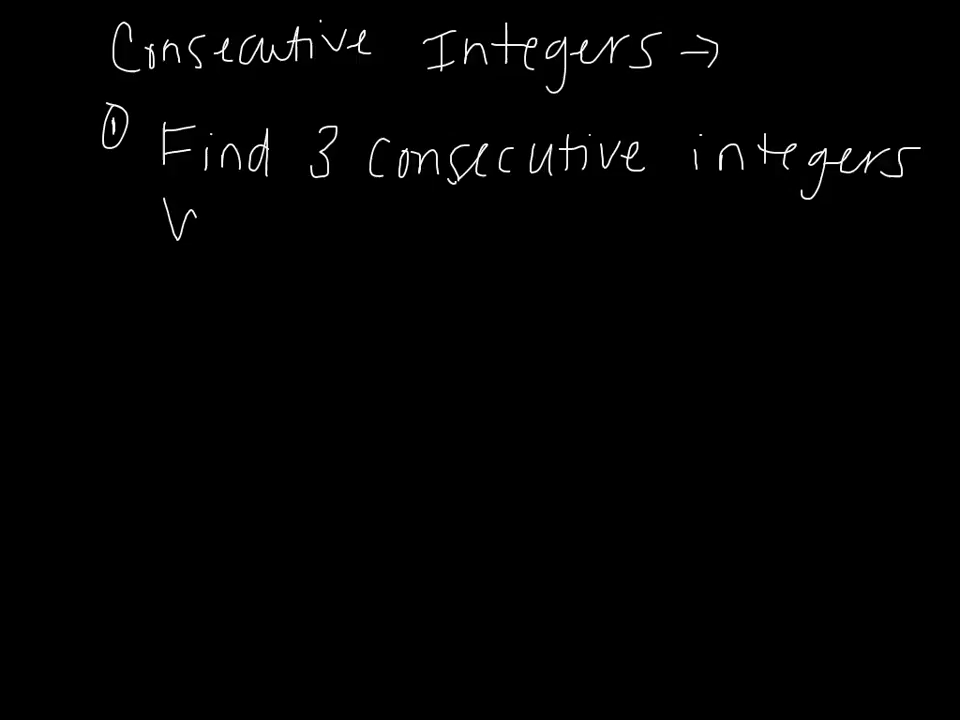 Consecutive Integers →
① Find 3 consecutive integers